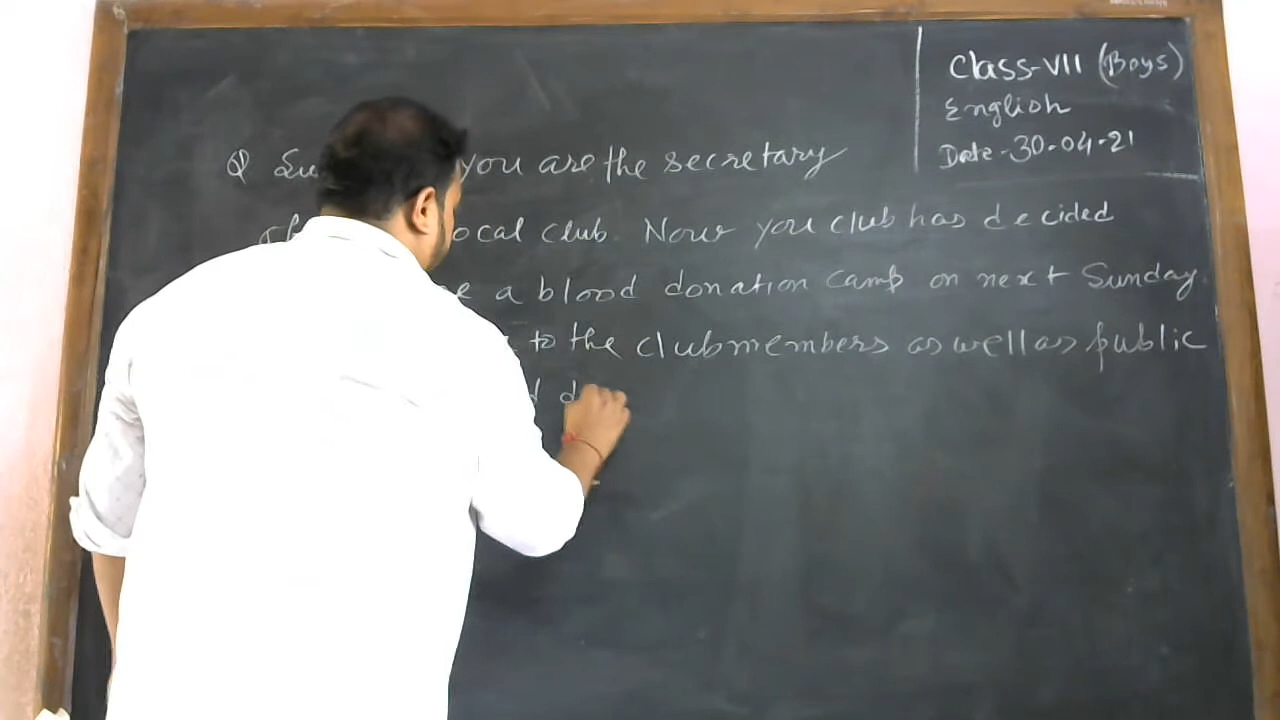 Class-VII (Boys)
English
Date-30-04-21
Q you are the secretary
club. Now you club has decided
a blood donation camp on next Sunday.
to the clubmembers as well as public